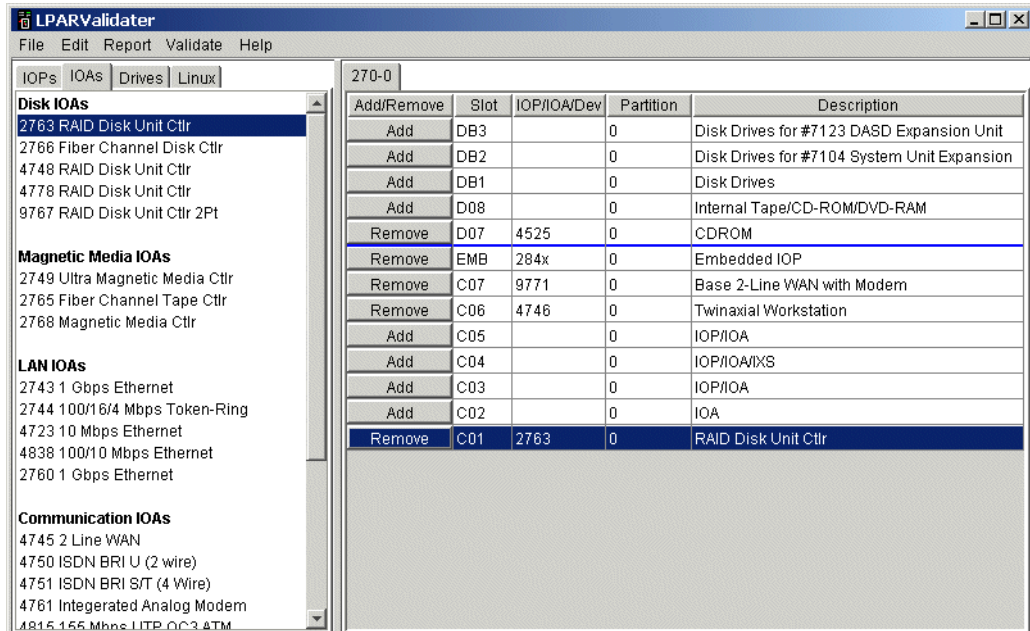 LPARValidater
File Edit Report Validate Help
IOPs IOAs Drives Linux
Disk IOAs
2763 RAID Disk Unit Ctlr
2766 Fiber Channel Disk Ctlr
4748 RAID Disk Unit Ctlr
4778 RAID Disk Unit Ctlr
9767 RAID Disk Unit Ctlr 2Pt
Magnetic Media IOAs
2749 Ultra Magnetic Media Ctlr
2765 Fiber Channel Tape Ctlr
2768 Magnetic Media Ctlr
LAN IOAs
2743 1 Gbps Ethernet
2744 100/16/4 Mbps Token-Ring
4723 10 Mbps Ethernet
4838 100/10 Mbps Ethernet
2760 1 Gbps Ethernet
Communication IOAs
4745 2 Line WAN
4750 ISDN BRI U (2 wire)
4751 ISDN BRI S/T (4 Wire)
4761 Integerated Analog Modem
4815 155 Mbps UTP OC3 ATM
270-0
Add/Remove Slot IOP/IOA/Dev Partition Description
Add DB3 0 Disk Drives for #7123 DASD Expansion Unit
Add DB2 0 Disk Drives for #7104 System Unit Expansion
Add DB1 0 Disk Drives
Add D08 0 Internal Tape/CD-ROM/DVD-RAM
Remove D07 4525 0 CDROM
Remove EMB 284x 0 Embedded IOP
Remove C07 9771 0 Base 2-Line WAN with Modem
Remove C06 4746 0 Twinaxial Workstation
Add C05 0 IOP/IOA
Add C04 0 IOP/IOA/IXS
Add C03 0 IOP/IOA
Add C02 0 IOA
Remove C01 2763 0 RAID Disk Unit Ctlr